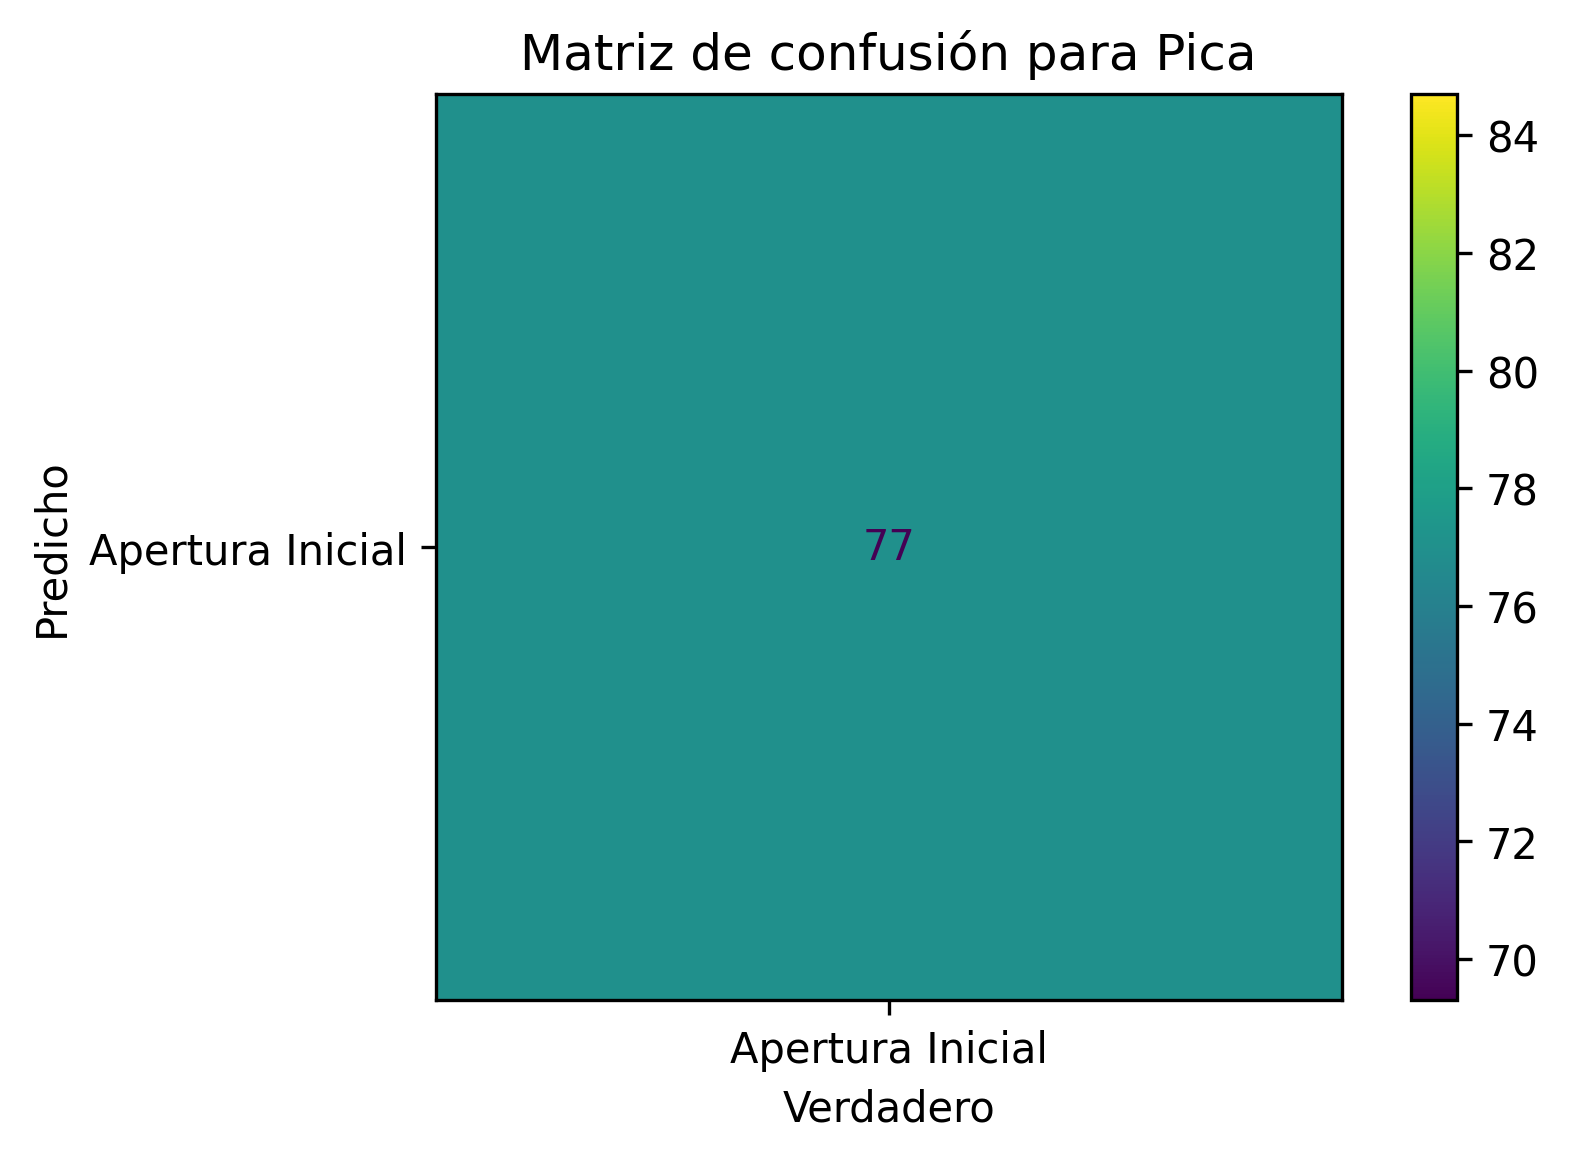 Matriz de confusión para Pica
Predicho
Apertura Inicial
77
Apertura Inicial
Verdadero
84
82
80
78
76
74
72
70